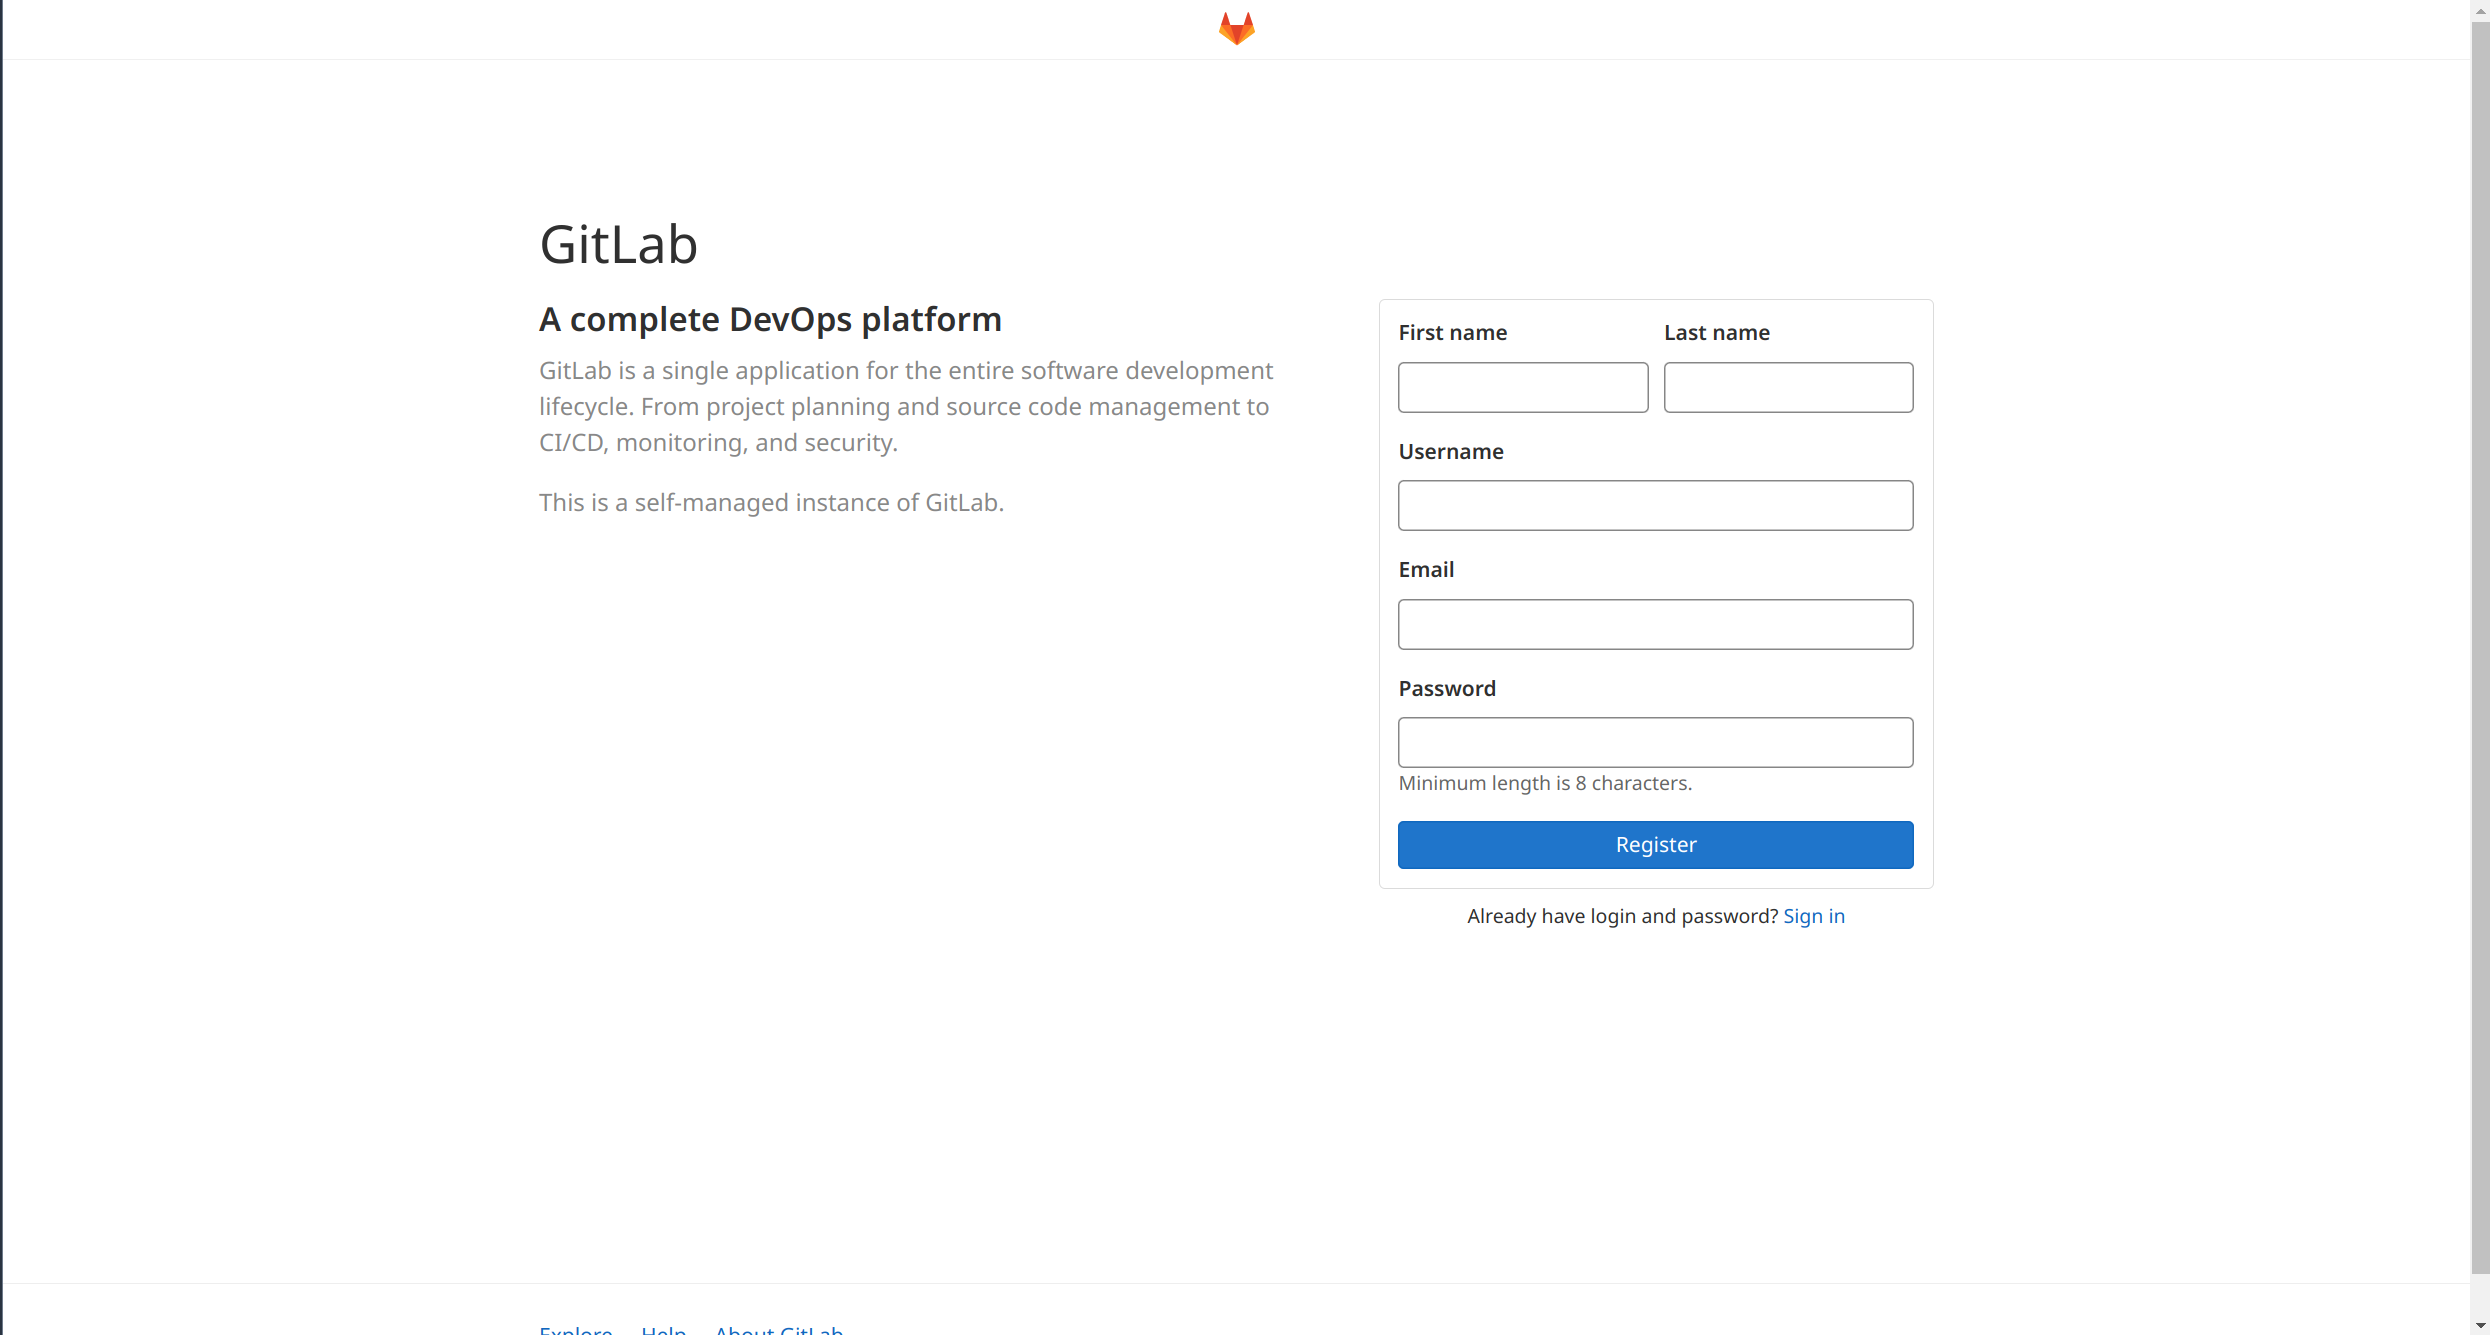 GitLab
A complete DevOps platform
GitLab is a single application for the entire software development
lifecycle. From project planning and source code management to
CI/CD, monitoring, and security.
This is a self-managed instance of GitLab.
First name
Last name
Username
Email
Password
Minimum length is 8 characters.
Register
Already have login and password? Sign in
Explore Help About GitLab